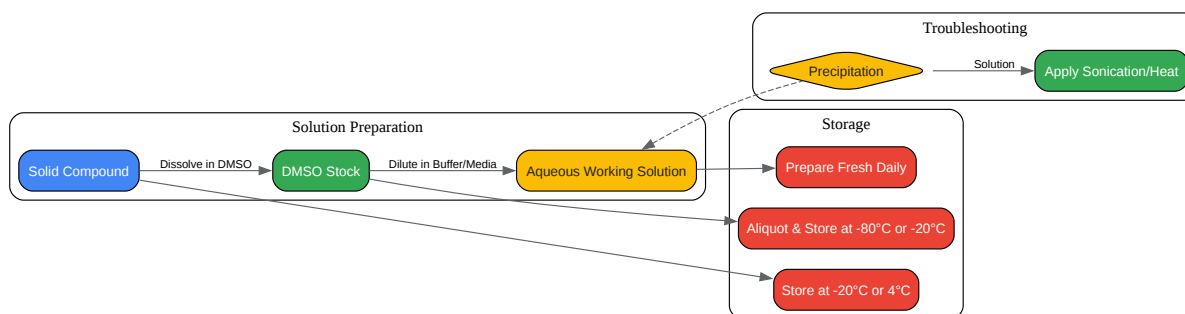 Troubleshooting
Precipitation
Solution
Apply Sonication/Heat
Solution Preparation
Solid Compound
Dissolve in DMSO
DMSO Stock
Dilute in Buffer/Media
Aqueous Working Solution
Storage
Prepare Fresh Daily
Aliquot & Store at -80°C or -20°C
Store at -20°C or 4°C